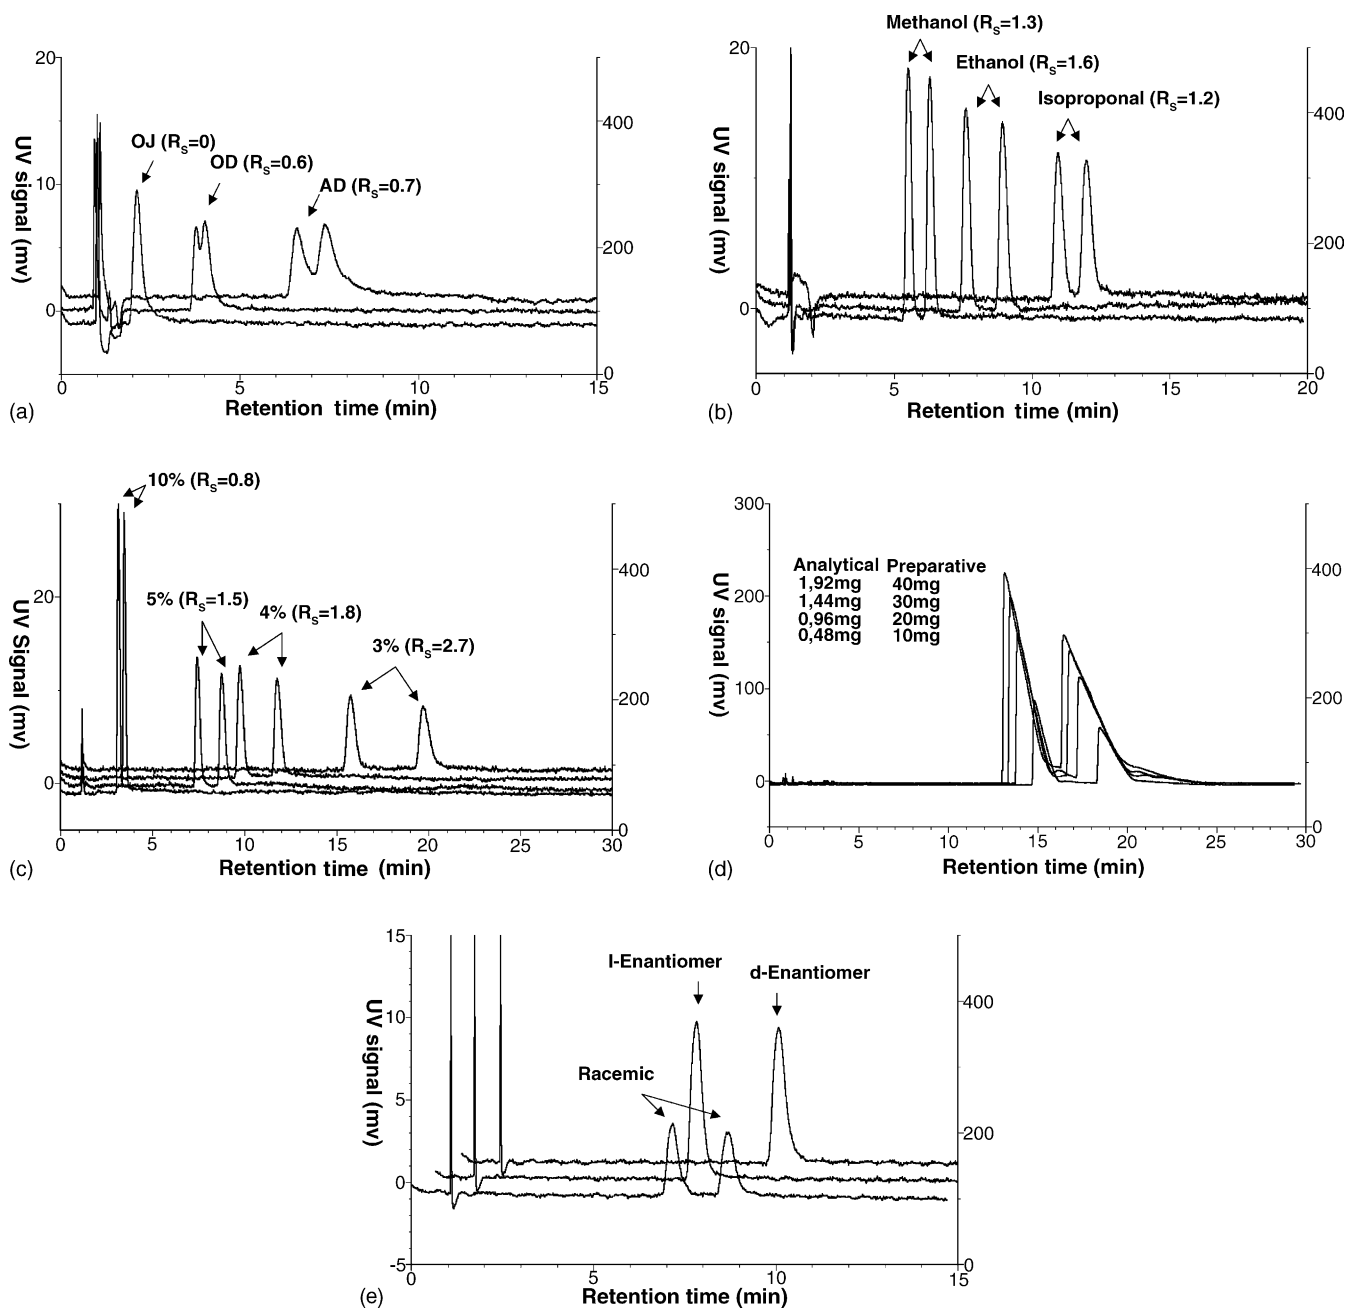 OJ (RS=0)
OD (RS=0.6)
AD (RS=0.7)
20
10
0
UV signal (mv)
400
200
0
0 5 10 15
Retention time (min)
(a)
Methanol (RS=1.3)
Ethanol (RS=1.6)
Isoproponal (RS=1.2)
20
10
0
UV signal (mv)
400
200
0
0 5 10 15 20
Retention time (min)
(b)
10% (RS=0.8)
5% (RS=1.5)
4% (RS=1.8)
3% (RS=2.7)
20
0
UV Signal (mv)
400
200
0
0 5 10 15 20 25 30
Retention time (min)
(c)
Analytical Preparative
1,92mg 40mg
1,44mg 30mg
0,96mg 20mg
0,48mg 10mg
300
200
100
0
UV signal (mv)
400
200
0
0 5 10 15 20 25 30
Retention time (min)
(d)
l-Enantiomer
d-Enantiomer
Racemic
15
10
5
0
-5
UV signal (mv)
400
200
0
0 5 10 15
Retention time (min)
(e)